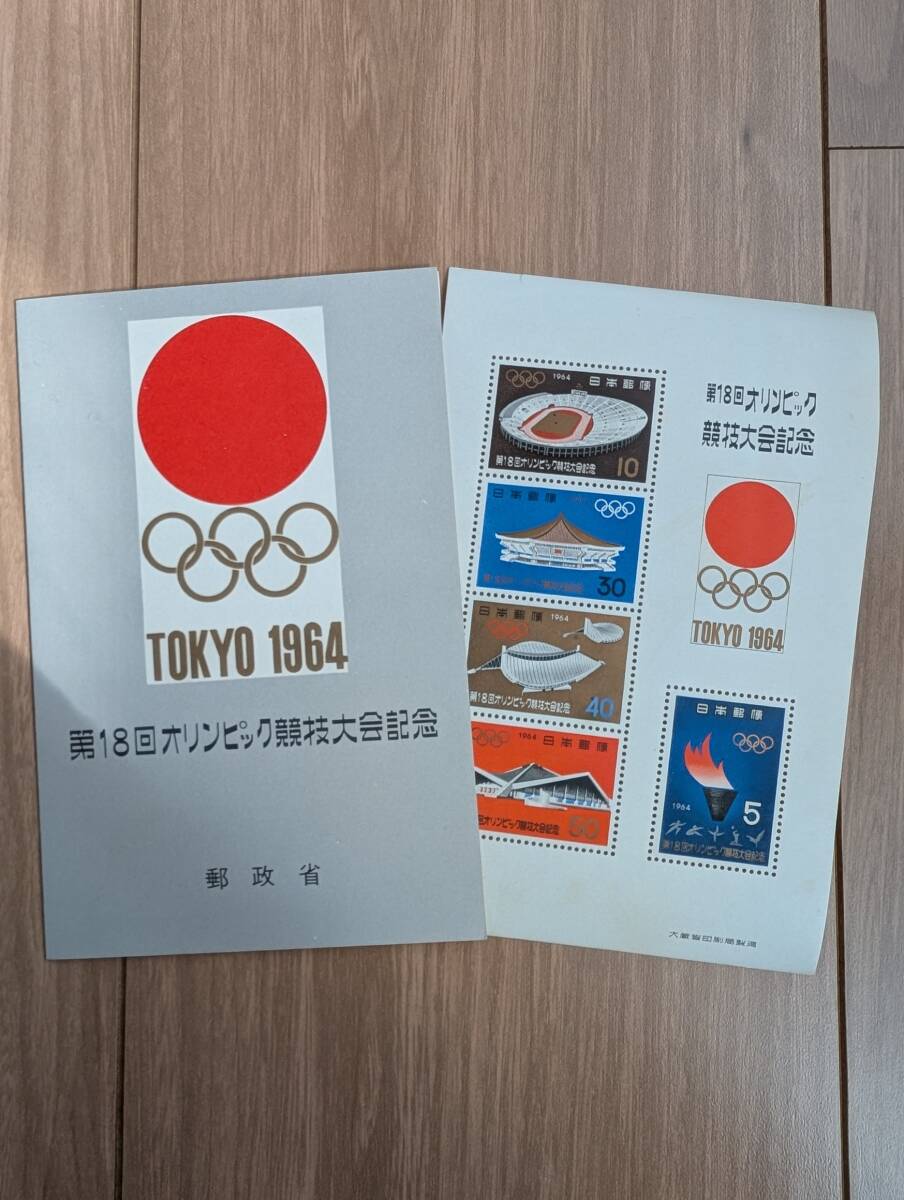 TOKYO 1964
第18回オリンピック競技大会記念
郵政省
1964 日本郵便
第18回オリンピック競技大会記念 10
日本郵便
30
日本郵便 1964
第18回オリンピック競技大会記念 40
1964 日本郵便
回オリンピック競技大会記念
50
第18回オリンピック
競技大会記念
TOKYO 1964
日本郵便
1964 5
第18回オリンピック競技大会記念
大蔵省印刷局製造